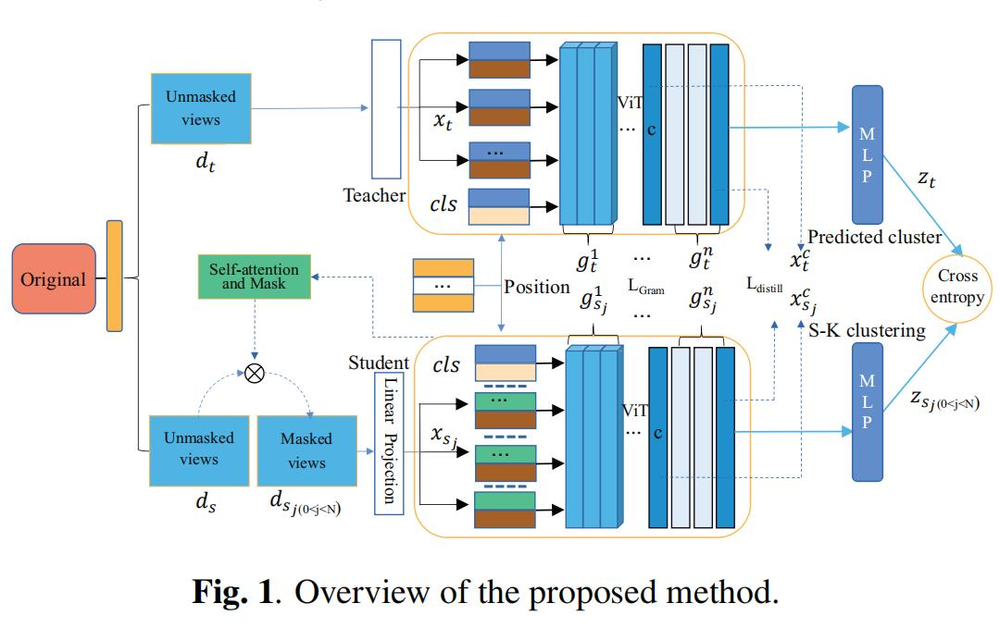 Unmasked
views
d_t
Teacher
x_t
...
cls
ViT
...
c
M
L
P
z_t
Predicted cluster
Original
Self-attention
and Mask
...
Position
g_t^1
...
g_t^n
L_Gram
g_{s_j}^1
...
g_{s_j}^n
L_distill
x_t^c
x_{s_j}^c
Cross
entropy
S-K clustering
Student
Linear Projection
cls
x_{s_j}
...
...
ViT
...
c
M
L
P
z_{s_j(0<j<N)}
Unmasked
views
d_s
Masked
views
d_{s_j(0<j<N)}
Fig. 1. Overview of the proposed method.